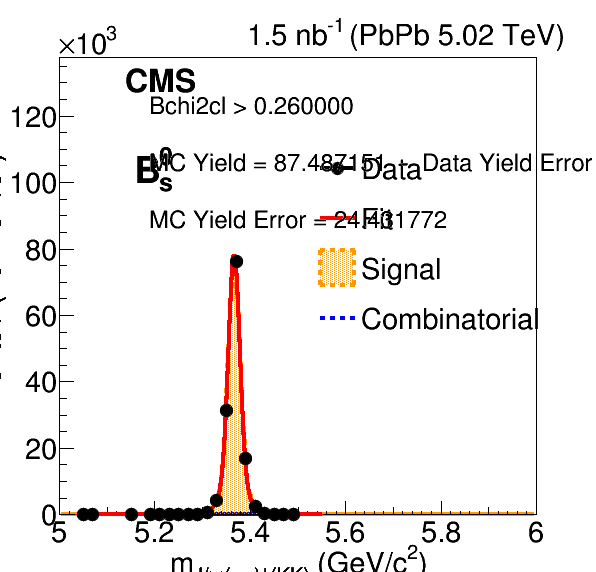 ×10³ 1.5 nb⁻¹ (PbPb 5.02 TeV)
CMS
Bchi2cl > 0.260000
120
MC Yield = 87.487151 Data Yield Error
B⁰s
Data
100
MC Yield Error = 24.431772
Fit
80
Signal
60
Combinatorial
40
20
0
5 5.2 5.4 5.6 5.8 6
(GeV/c²)